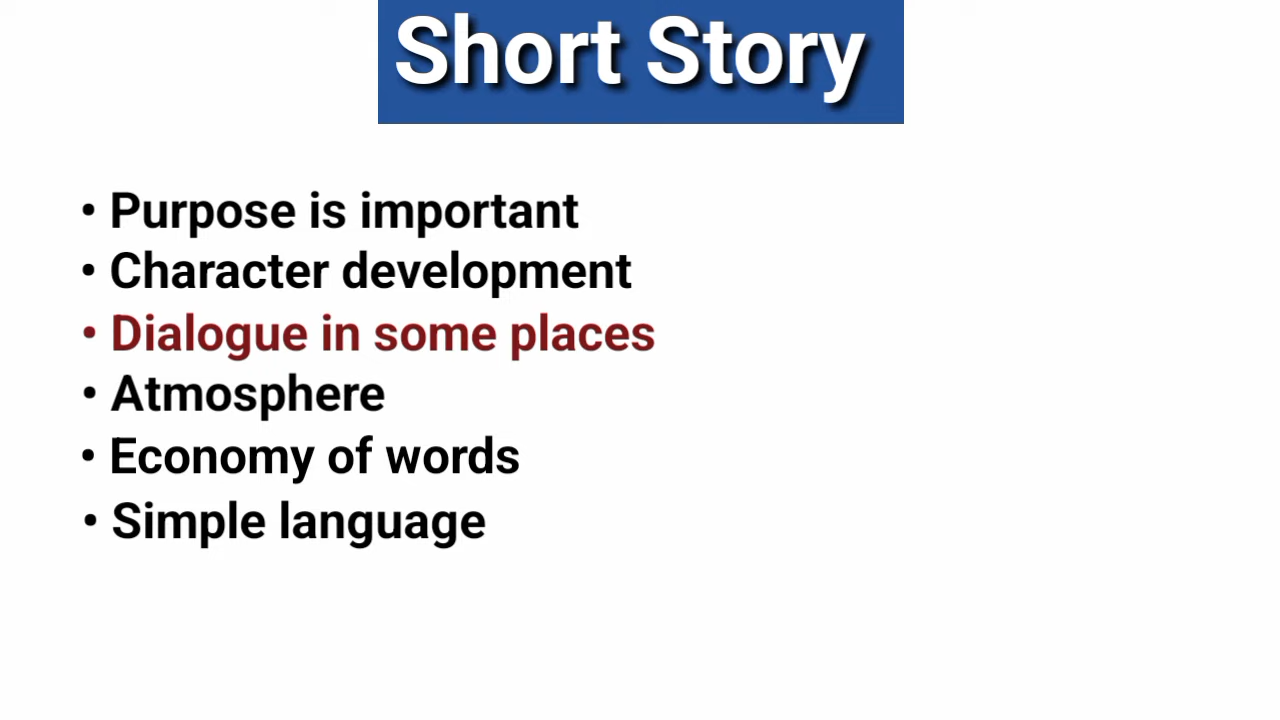 Short Story
• Purpose is important
• Character development
• Dialogue in some places
• Atmosphere
• Economy of words
• Simple language